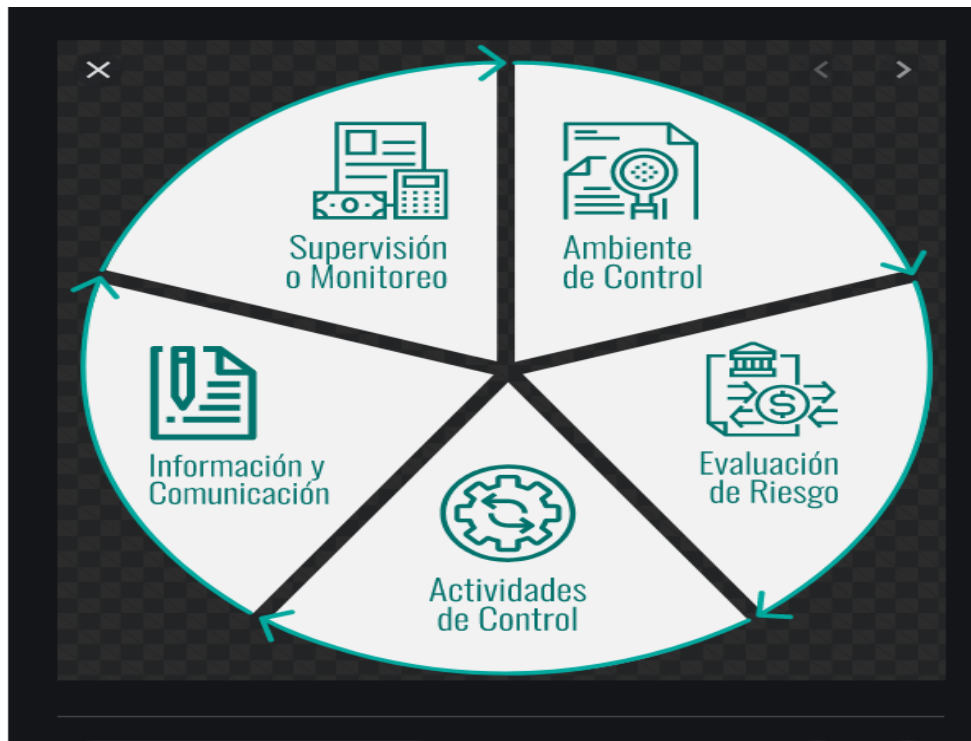 Supervisión
o Monitoreo
Ambiente
de Control
Información y
Comunicación
Evaluación
de Riesgo
Actividades
de Control